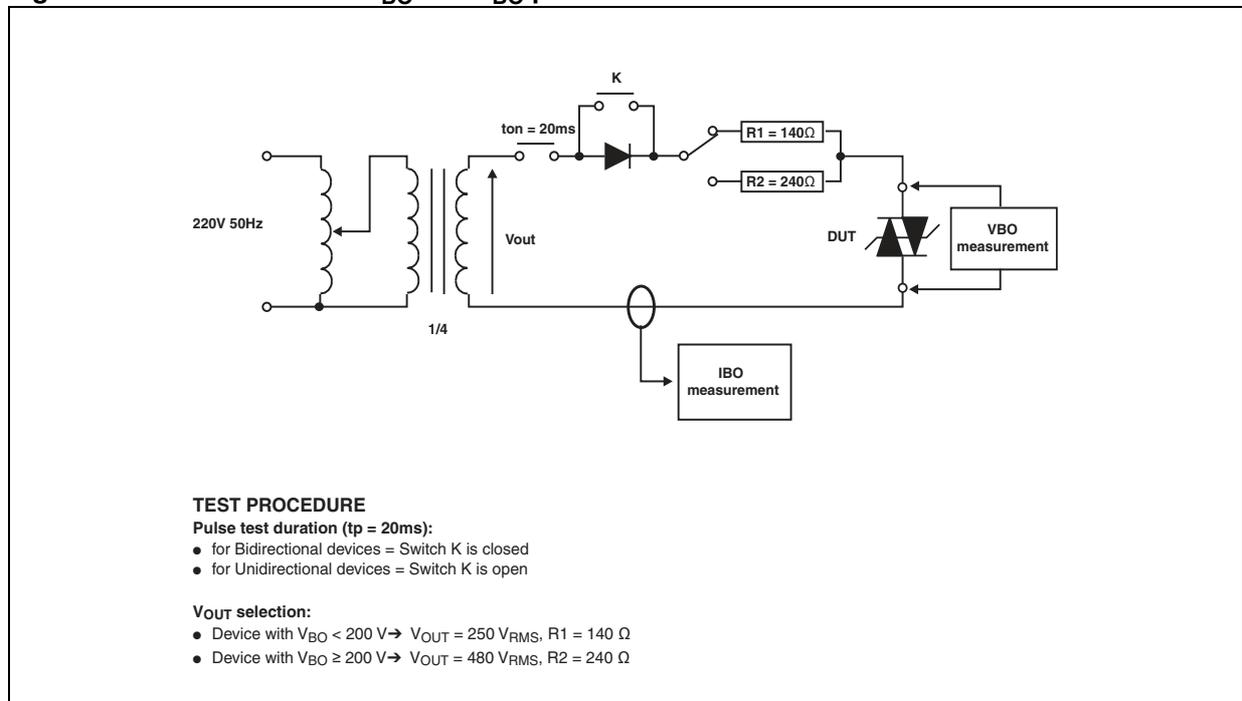 BO
BO
K
ton = 20ms
R1 = 140Ω
R2 = 240Ω
220V 50Hz
Vout
DUT
VBO
measurement
1/4
IBO
measurement
TEST PROCEDURE
Pulse test duration (tp = 20ms):
● for Bidirectional devices = Switch K is closed
● for Unidirectional devices = Switch K is open
VOUT selection:
● Device with VBO < 200 V➔ VOUT = 250 VRMS, R1 = 140 Ω
● Device with VBO ≥ 200 V➔ VOUT = 480 VRMS, R2 = 240 Ω